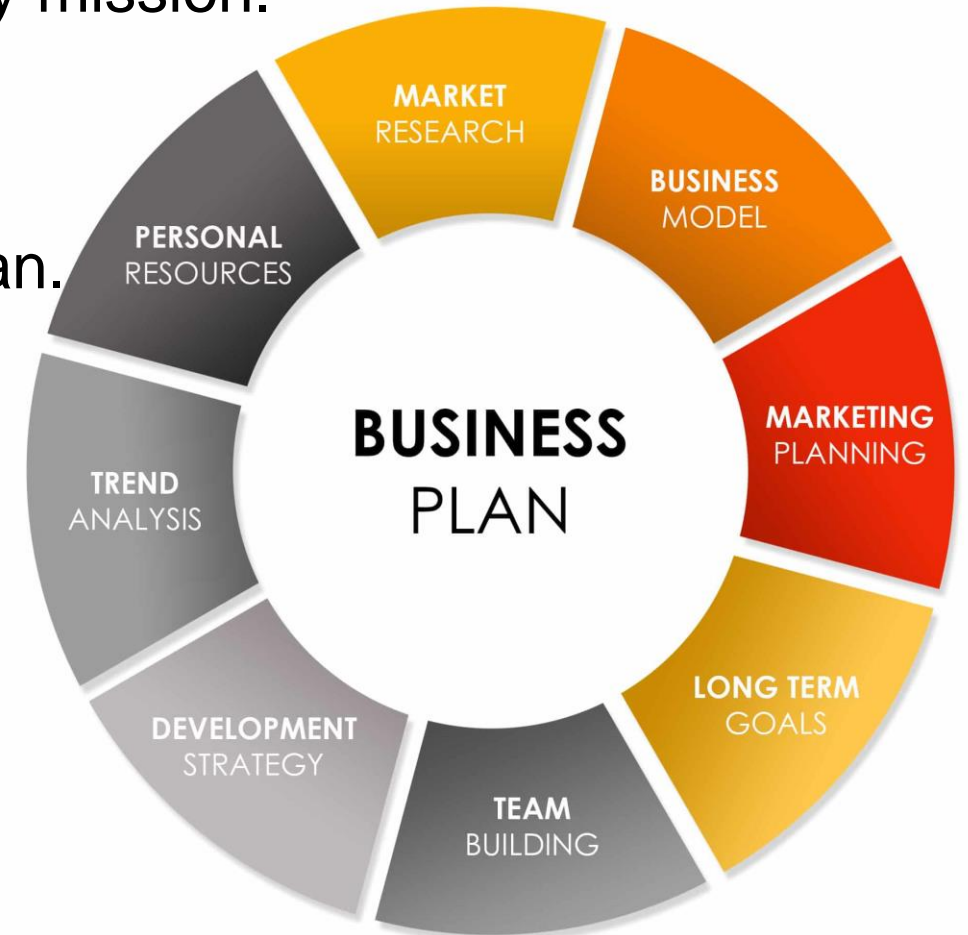 y mission.
an.
MARKET
RESEARCH
BUSINESS
MODEL
MARKETING
PLANNING
LONG TERM
GOALS
TEAM
BUILDING
DEVELOPMENT
STRATEGY
TREND
ANALYSIS
PERSONAL
RESOURCES
BUSINESS
PLAN